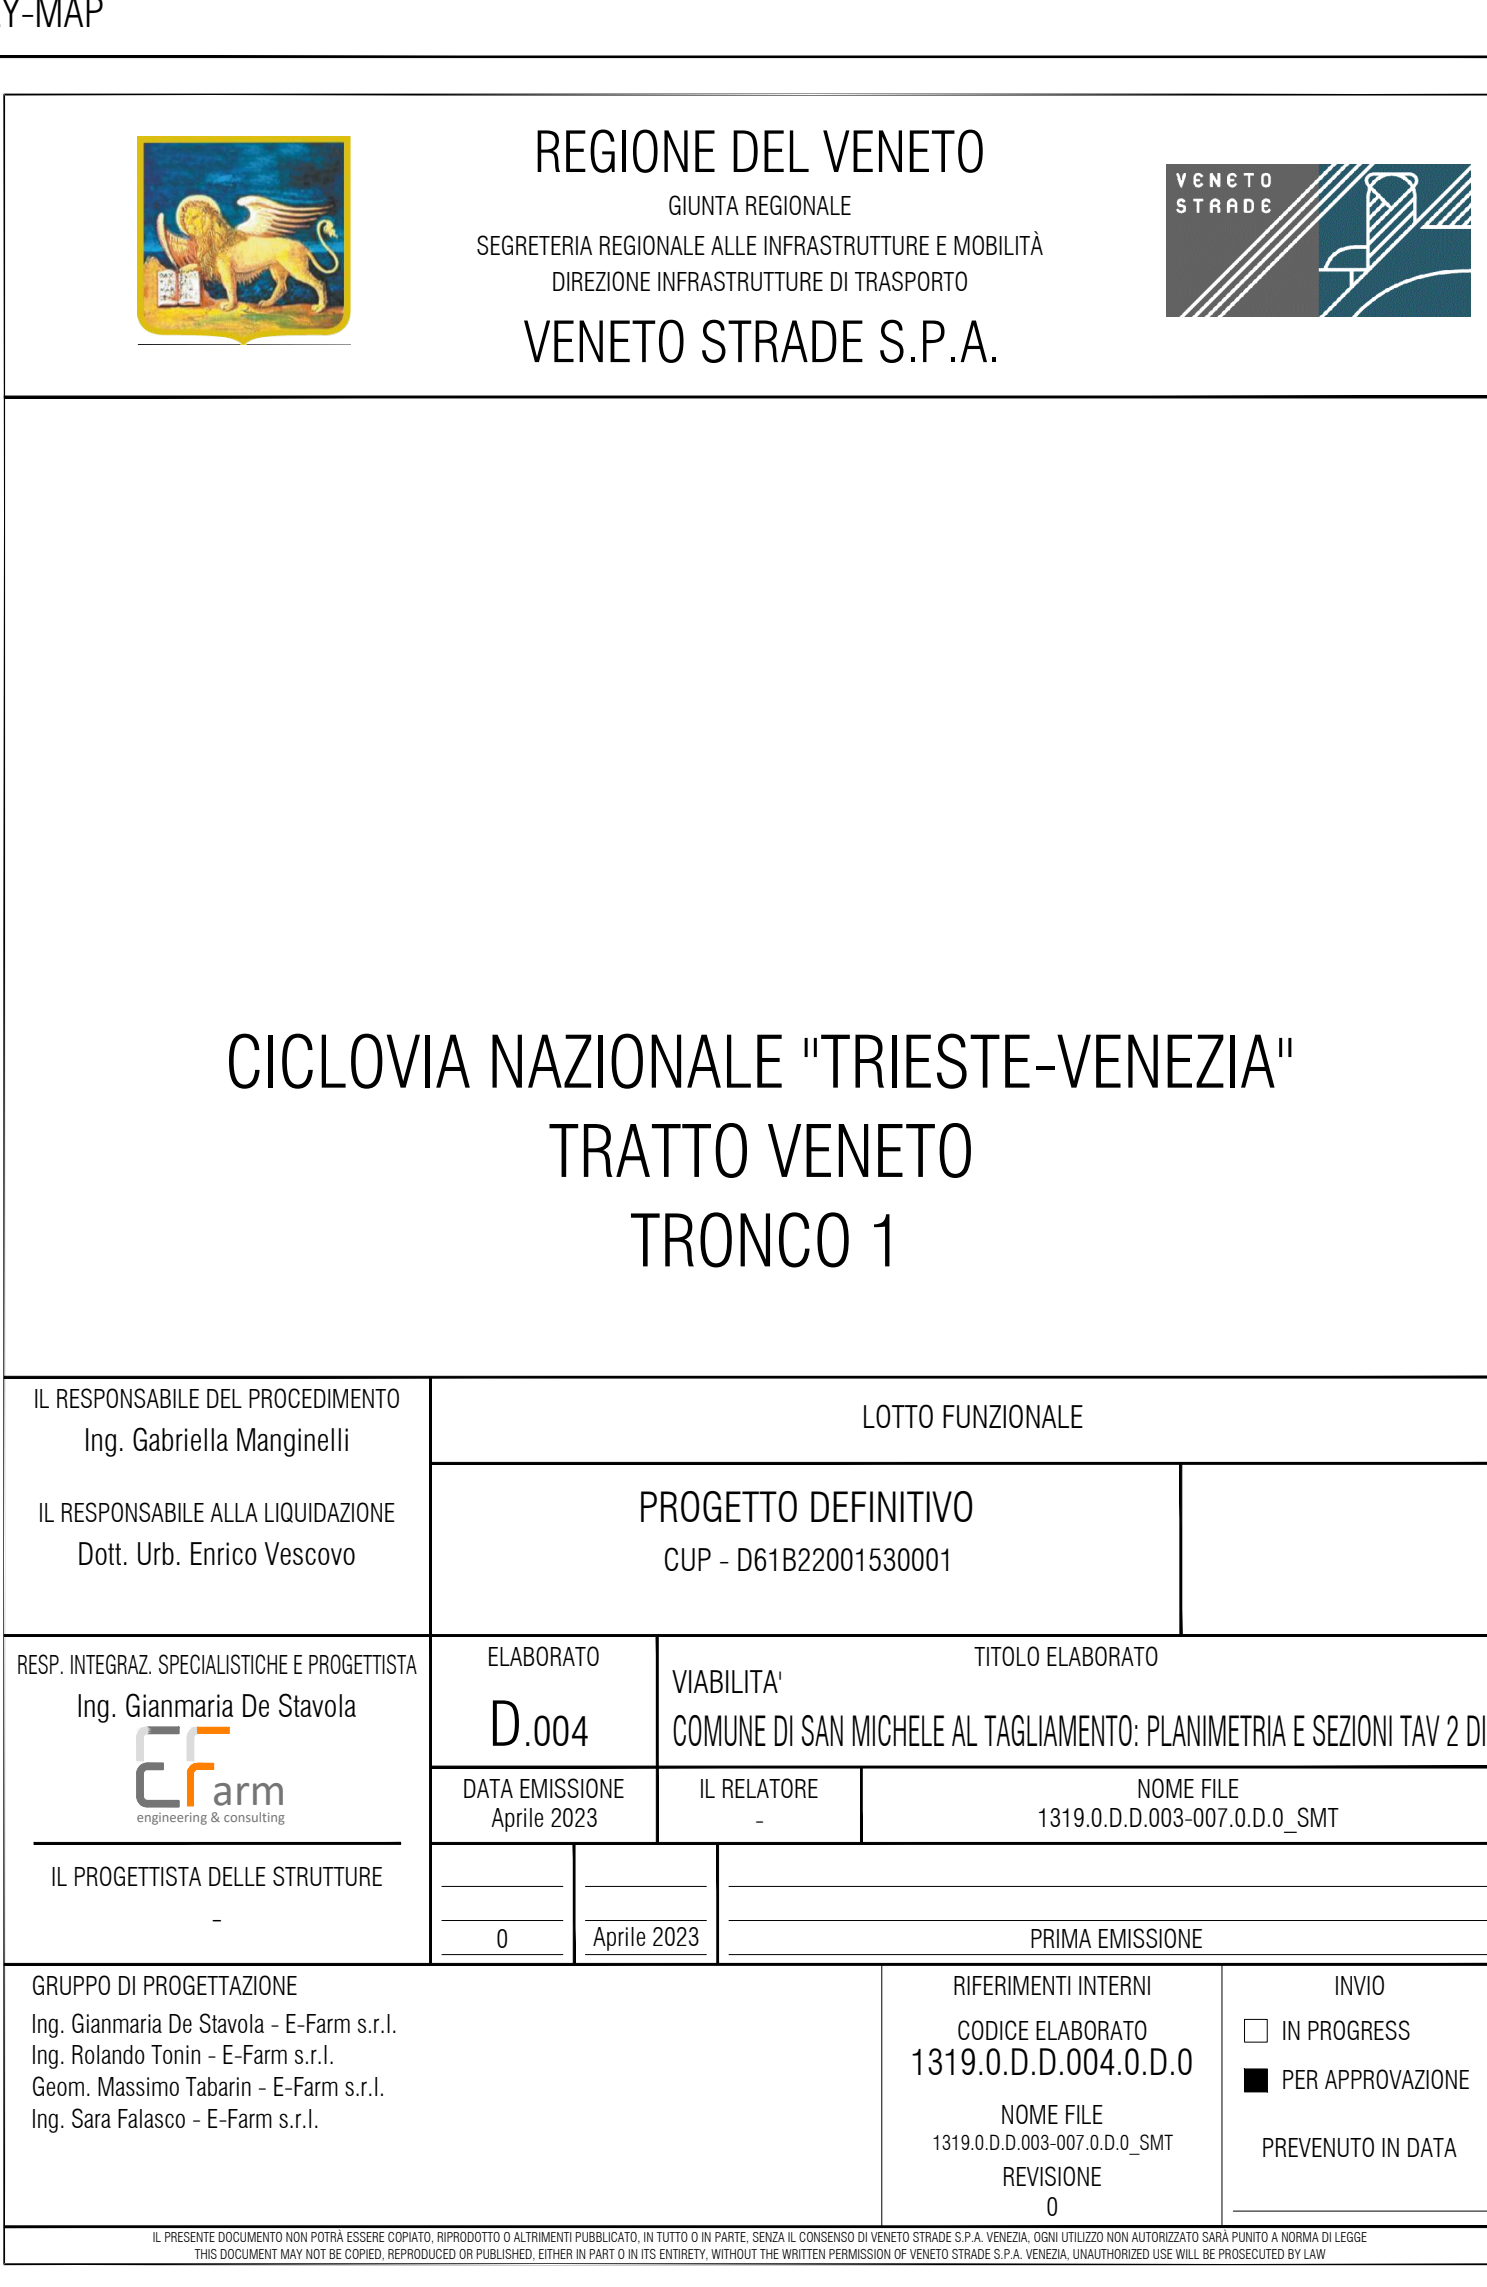 Y-MAP
REGIONE DEL VENETO
GIUNTA REGIONALE
SEGRETERIA REGIONALE ALLE INFRASTRUTTURE E MOBILITÀ
DIREZIONE INFRASTRUTTURE DI TRASPORTO
VENETO STRADE S.P.A.
VENETO
STRADE
CICLOVIA NAZIONALE "TRIESTE-VENEZIA"
TRATTO VENETO
TRONCO 1
IL RESPONSABILE DEL PROCEDIMENTO
Ing. Gabriella Manginelli
IL RESPONSABILE ALLA LIQUIDAZIONE
Dott. Urb. Enrico Vescovo
LOTTO FUNZIONALE
PROGETTO DEFINITIVO
CUP - D61B22001530001
RESP. INTEGRAZ. SPECIALISTICHE E PROGETTISTA
Ing. Gianmaria De Stavola
EFarm
engineering & consulting
ELABORATO
D.004
TITOLO ELABORATO
VIABILITA'
COMUNE DI SAN MICHELE AL TAGLIAMENTO: PLANIMETRIA E SEZIONI TAV 2 DI
DATA EMISSIONE
Aprile 2023
IL RELATORE
-
NOME FILE
1319.0.D.D.003-007.0.D.0_SMT
IL PROGETTISTA DELLE STRUTTURE
-
0 Aprile 2023 PRIMA EMISSIONE
GRUPPO DI PROGETTAZIONE
Ing. Gianmaria De Stavola - E-Farm s.r.l.
Ing. Rolando Tonin - E-Farm s.r.l.
Geom. Massimo Tabarin - E-Farm s.r.l.
Ing. Sara Falasco - E-Farm s.r.l.
RIFERIMENTI INTERNI
CODICE ELABORATO
1319.0.D.D.004.0.D.0
NOME FILE
1319.0.D.D.003-007.0.D.0_SMT
REVISIONE
0
INVIO
IN PROGRESS
PER APPROVAZIONE
PREVENUTO IN DATA
IL PRESENTE DOCUMENTO NON POTRÀ ESSERE COPIATO, RIPRODOTTO O ALTRIMENTI PUBBLICATO, IN TUTTO O IN PARTE, SENZA IL CONSENSO DI VENETO STRADE S.P.A. VENEZIA, OGNI UTILIZZO NON AUTORIZZATO SARÀ PUNITO A NORMA DI LEGGE
THIS DOCUMENT MAY NOT BE COPIED, REPRODUCED OR PUBLISHED, EITHER IN PART O IN ITS ENTIRETY, WITHOUT THE WRITTEN PERMISSION OF VENETO STRADE S.P.A. VENEZIA, UNAUTHORIZED USE WILL BE PROSECUTED BY LAW